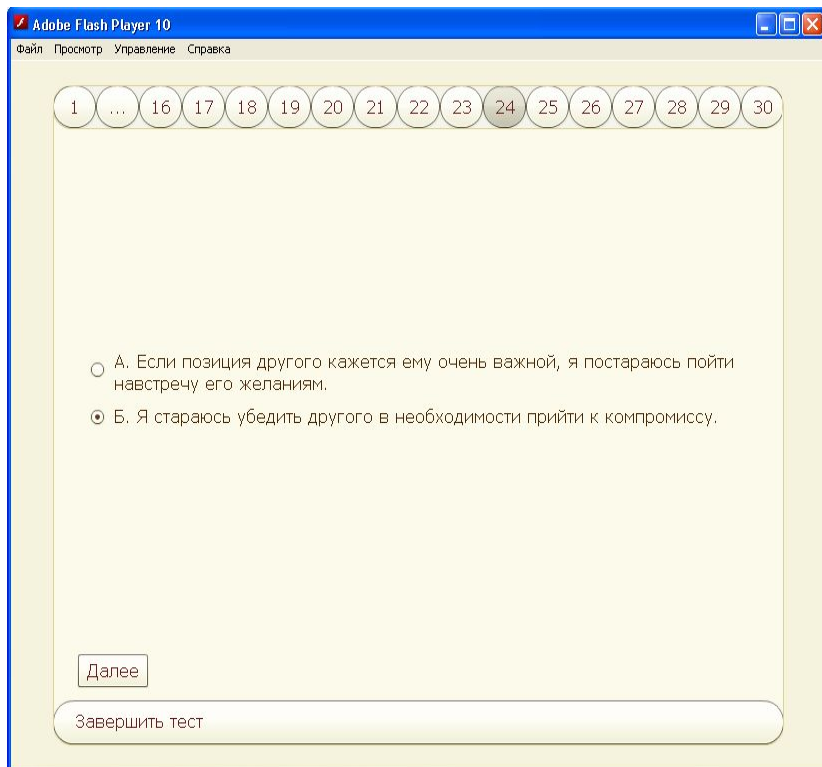 Adobe Flash Player 10
Файл Просмотр Управление Справка
1 ... 16 17 18 19 20 21 22 23 24 25 26 27 28 29 30
А. Если позиция другого кажется ему очень важной, я постараюсь пойти
навстречу его желаниям.
Б. Я стараюсь убедить другого в необходимости прийти к компромиссу.
Далее
Завершить тест